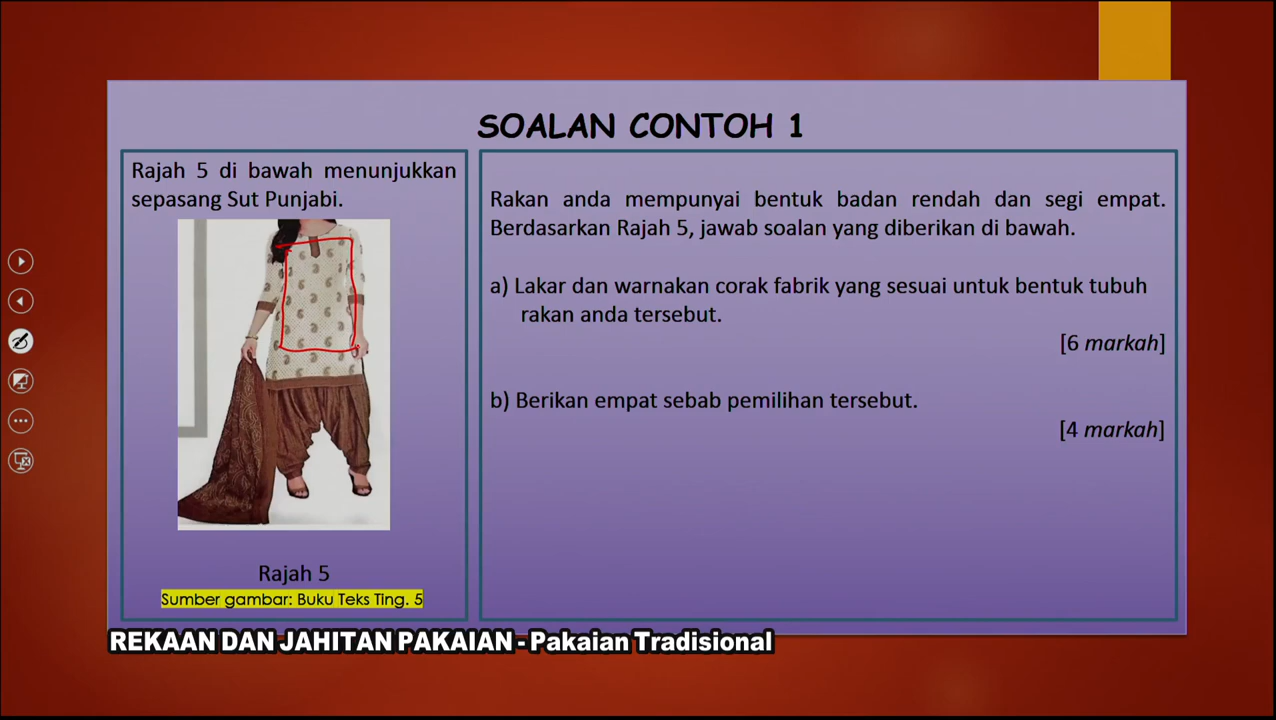 SOALAN CONTOH 1
Rajah 5 di bawah menunjukkan
sepasang Sut Punjabi.
Rajah 5
Sumber gambar: Buku Teks Ting. 5
Rakan anda mempunyai bentuk badan rendah dan segi empat.
Berdasarkan Rajah 5, jawab soalan yang diberikan di bawah.
a) Lakar dan warnakan corak fabrik yang sesuai untuk bentuk tubuh
rakan anda tersebut.
[6 markah]
b) Berikan empat sebab pemilihan tersebut.
[4 markah]
REKAAN DAN JAHITAN PAKAIAN - Pakaian Tradisional